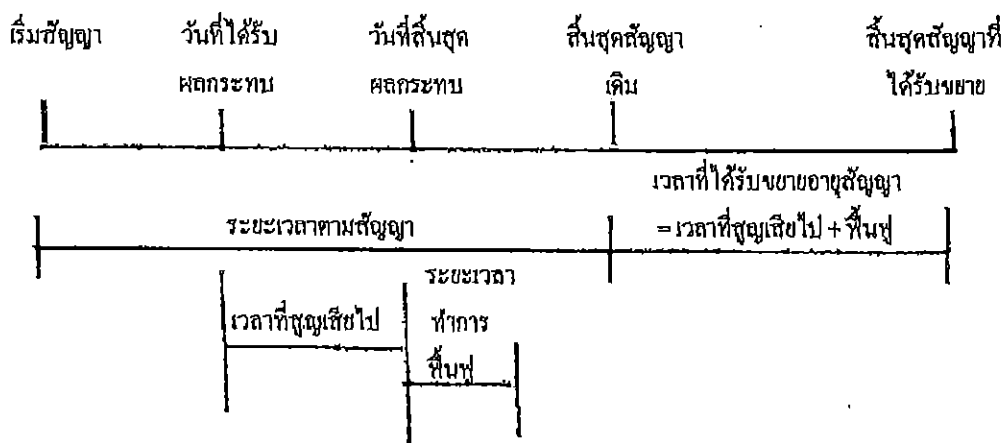 เริ่มสัญญา วันที่ได้รับ วันที่สิ้นสุด สิ้นสุดสัญญา สิ้นสุดสัญญาที่
ผลกระทบ ผลกระทบ เดิม ได้รับขยาย
เวลาที่ได้รับขยายอายุสัญญา
ระยะเวลาตามสัญญา = เวลาที่สูญเสียไป + ฟื้นฟู
ระยะเวลา
เวลาที่สูญเสียไป ทำการ
ฟื้นฟู